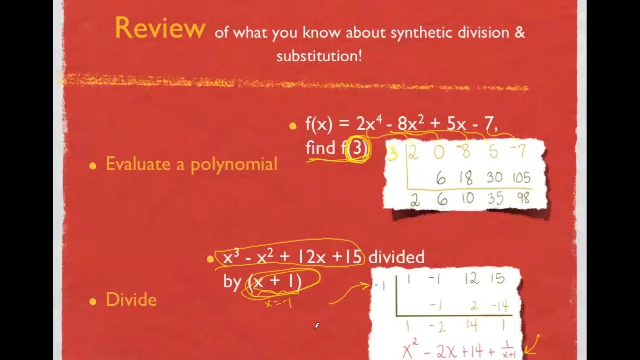 Review of what you know about synthetic division &
substitution!
f(x) = 2x⁴ - 8x² + 5x - 7,
find f(3)
Evaluate a polynomial
3 2 0 -8 5 -7
6 18 30 105
2 6 10 35 98
x³ - x² + 12x +15 divided
by (x + 1)
x=-1
Divide
-1 1 -1 12 15
-1 2 -14
1 -2 14 1
x² - 2x + 14 + 1/x+1